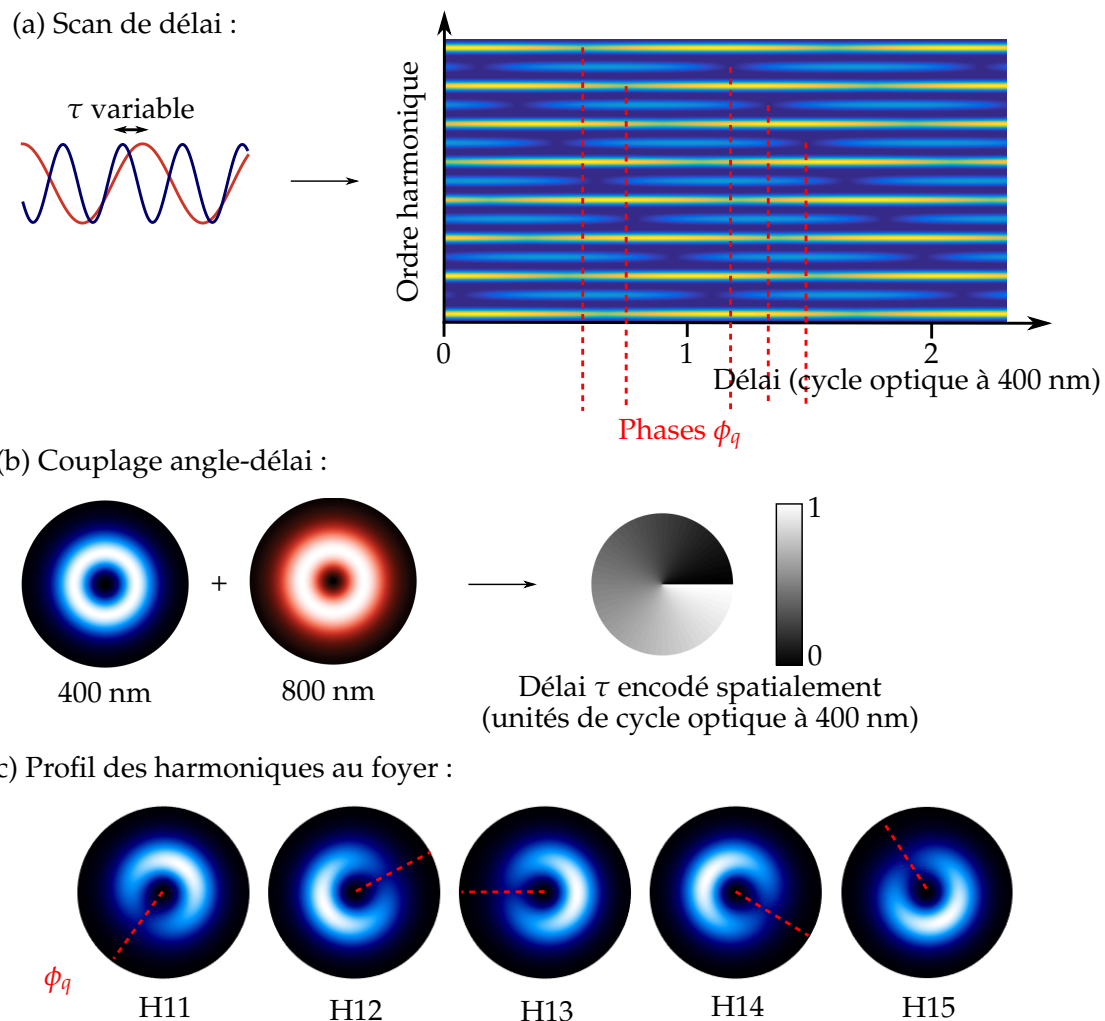 (a) Scan de délai :
τ variable
Ordre harmonique
0 1 2
Délai (cycle optique à 400 nm)
Phases ϕq
(b) Couplage angle-délai :
+
1
0
400 nm
800 nm
Délai τ encodé spatialement
(unités de cycle optique à 400 nm)
c) Profil des harmoniques au foyer :
ϕq
H11 H12 H13 H14 H15